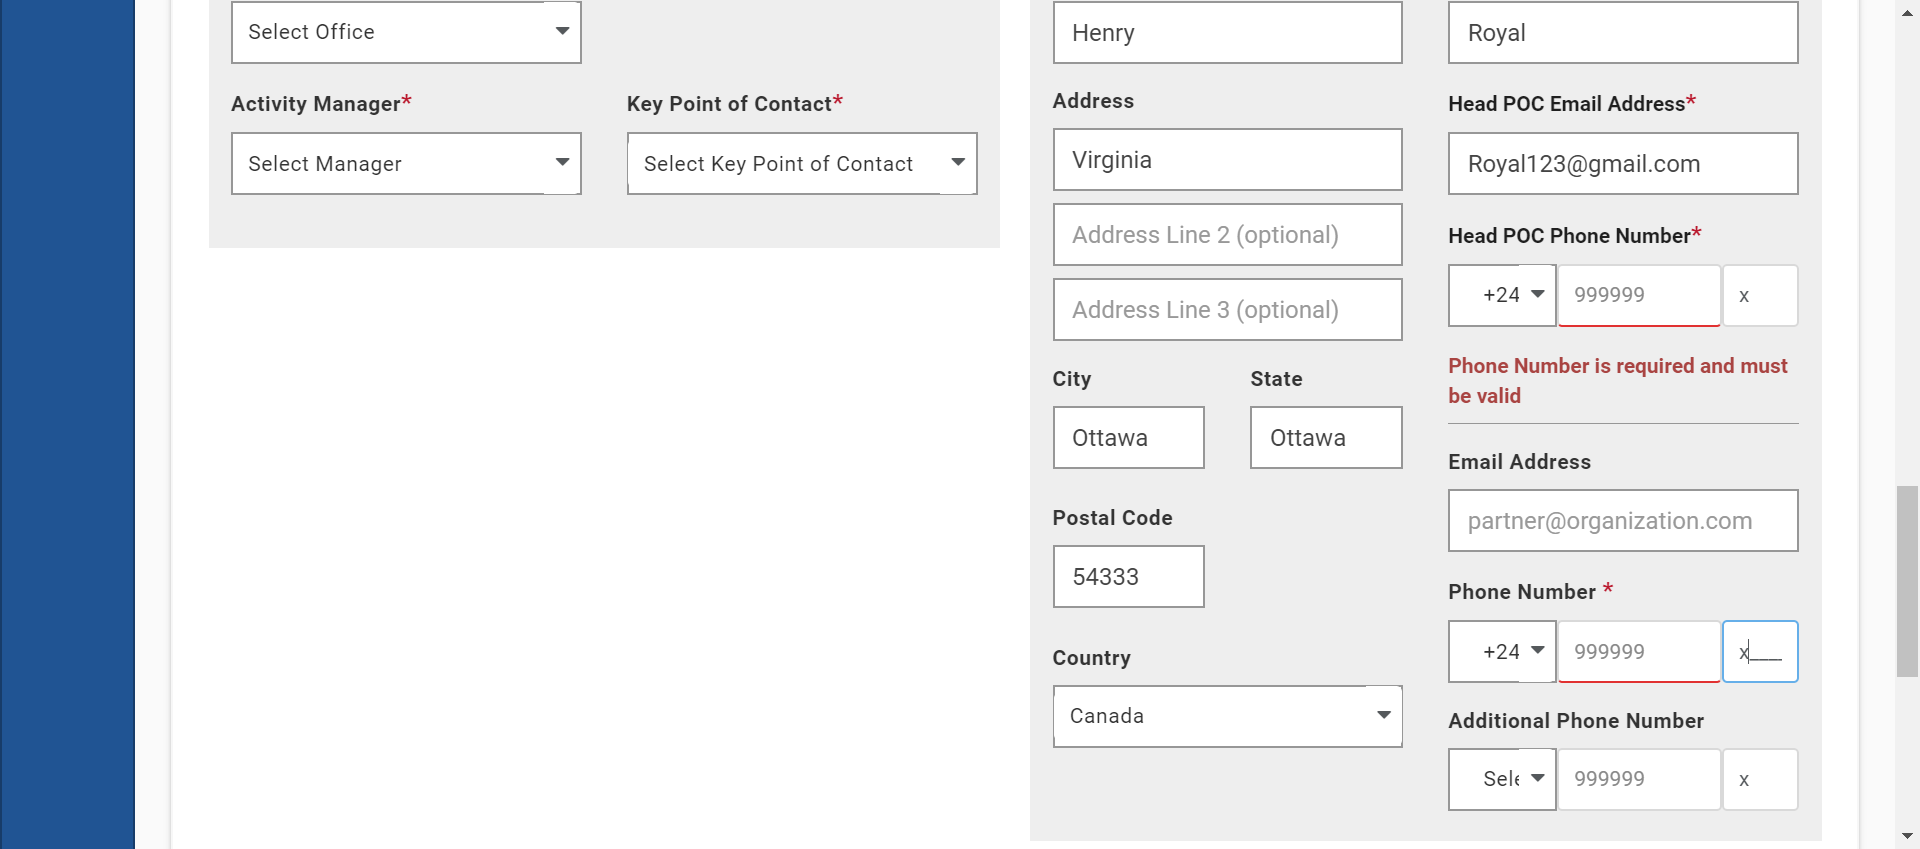 Select Office
Activity Manager*
Key Point of Contact*
Select Manager
Select Key Point of Contact
Henry
Royal
Address
Virginia
Address Line 2 (optional)
Address Line 3 (optional)
City
State
Ottawa
Ottawa
Postal Code
54333
Country
Canada
Head POC Email Address*
Royal123@gmail.com
Head POC Phone Number*
+24
999999
x
Phone Number is required and must
be valid
Email Address
partner@organization.com
Phone Number *
+24
999999
x___
Additional Phone Number
Sele
999999
x